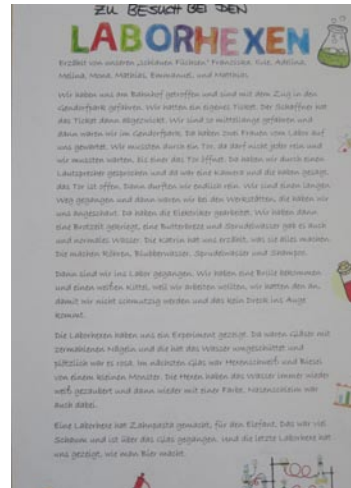 ZU BESUCH BEI DEN
LABORHEXEN
Erzählt von unseren „schlauen Füchsen“ Franziska, Evie, Adelina,
Melina, Mona, Mathias, Emmanuel, und Matthias
Wir haben uns am Bahnhof getroffen und sind mit dem Zug in den
Gendorfpark gefahren. Wir hatten ein eigenes Ticket. Der Schaffner hat
das Ticket dann abgezwickt. Wir sind so mittellange gefahren und
dann waren wir im Gendorfpark. Da haben zwei Frauen vom Labor auf
uns gewartet. Wir mussten durch ein Tor, da darf nicht jeder rein und
wir mussten warten, bis einer das Tor öffnet. Da haben wir durch einen
Lautsprecher gesprochen und da war eine Kamera und die haben gesagt,
das Tor ist offen. Dann durften wir endlich rein. Wir sind einen langen
Weg gegangen und dann waren wir bei den Werkstätten, die haben wir
uns angeschaut. Da haben die Elektriker gearbeitet. Wir haben dann
eine Brotzeit gekriegt, eine Butterbreze und Sprudelwasser gab es auch
und normales Wasser. Die Katrin hat uns erzählt, was sie alles machen.
Die machen Röhren, Blubberwasser, Sprudelwasser und Shampoo.
Dann sind wir ins Labor gegangen. Wir haben eine Brille bekommen
und einen weißen Kittel, weil wir arbeiten wollten, wir hatten den an,
damit wir nicht schmutzig werden und das kein Dreck ins Auge
kommt.
Die Laborhexen haben uns ein Experiment gezeigt. Da waren Gläser mit
zermahlenen Nägeln und die hat das Wasser umgeschüttet und
plötzlich war es rosa. Im nächsten Glas war Hexenschweiß und Biesel
von einem kleinen Monster. Die Hexen haben das Wasser immer wieder
weiß gezaubert und dann wieder mit einer Farbe. Nasenschleim war
auch dabei.
Eine Laborhexe hat Zahnpasta gemacht, für den Elefant. Das war viel
Schaum und ist über das Glas gegangen. Und die letzte Laborhexe hat
uns gezeigt, wie man Bier macht.